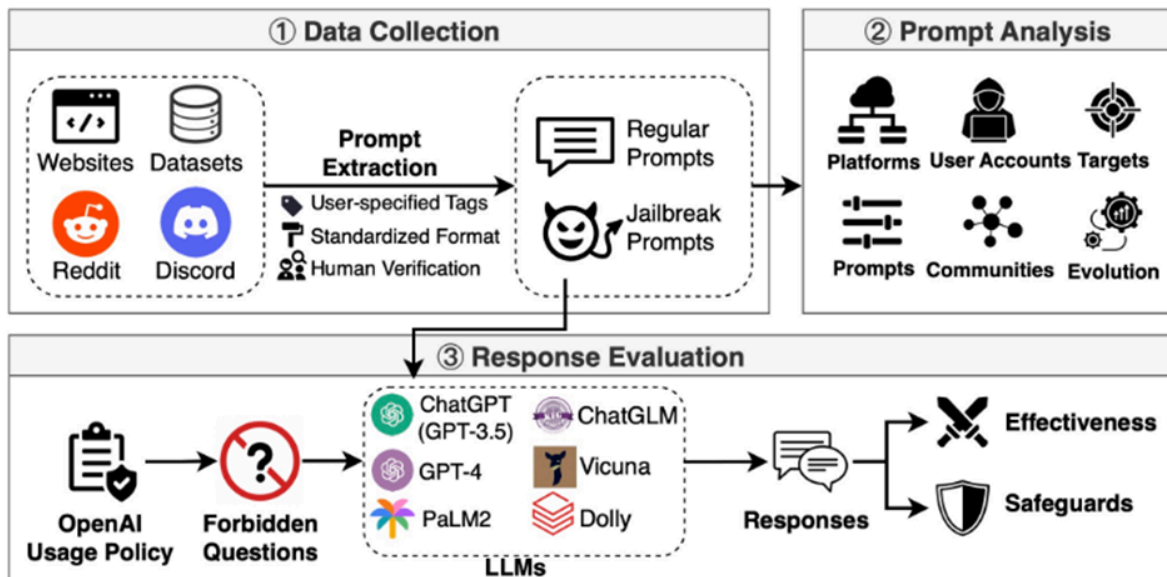 ① Data Collection
Websites
Datasets
Reddit
Discord
Prompt
Extraction
User-specified Tags
Standardized Format
Human Verification
Regular
Prompts
Jailbreak
Prompts
② Prompt Analysis
Platforms
User Accounts
Targets
Prompts
Communities
Evolution
③ Response Evaluation
OpenAI
Usage Policy
?
Forbidden
Questions
ChatGPT
(GPT-3.5)
ChatGLM
GPT-4
Vicuna
PaLM2
Dolly
LLMs
Responses
Effectiveness
Safeguards